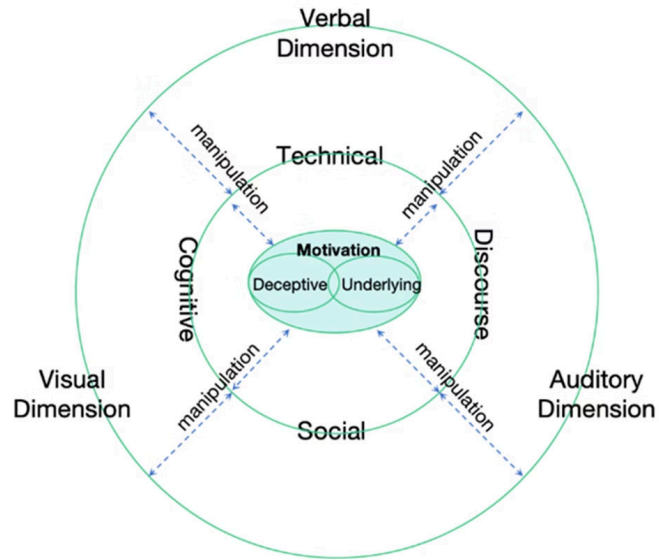 Verbal
Dimension
manipulation
manipulation
Technical
Cognitive
Motivation
Deceptive
Underlying
Discourse
manipulation
manipulation
Visual
Dimension
Auditory
Dimension
Social